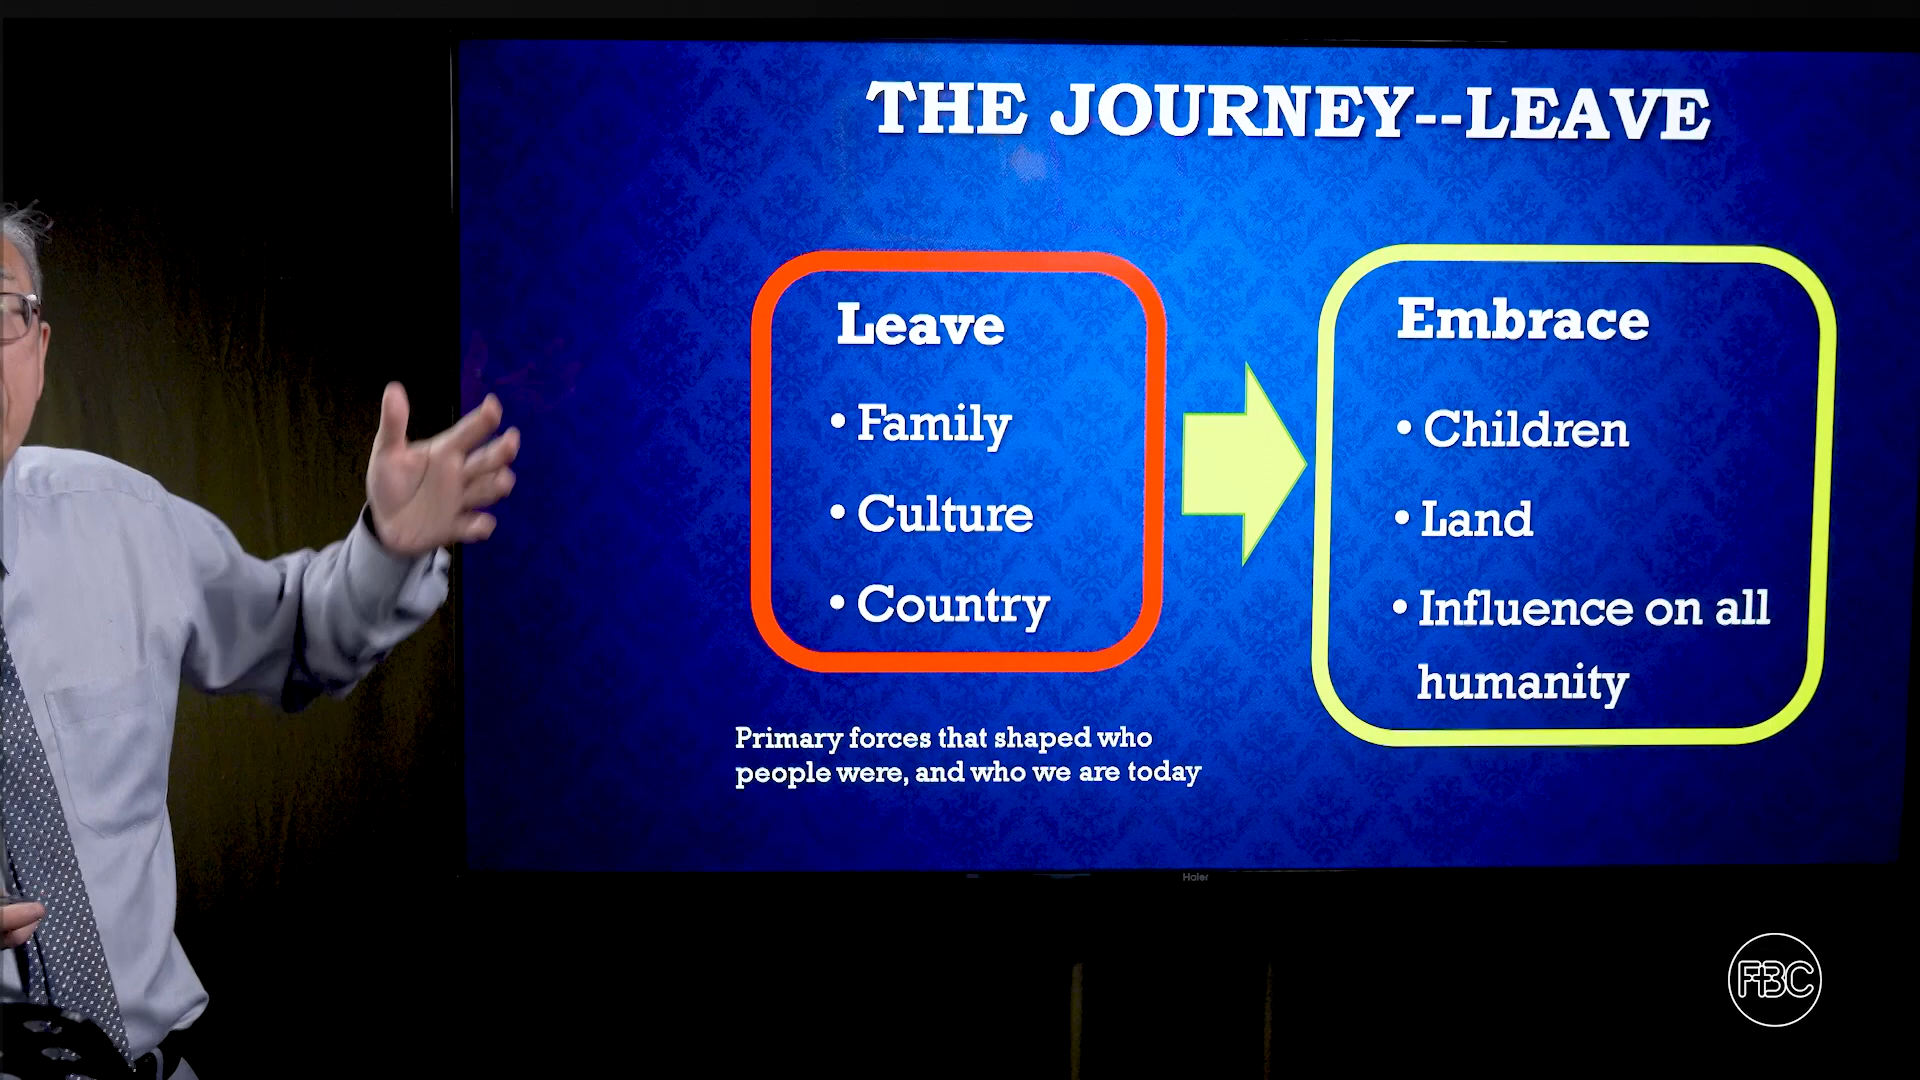 THE JOURNEY--LEAVE
Leave
• Family
• Culture
• Country
Primary forces that shaped who
people were, and who we are today
Embrace
• Children
• Land
• Influence on all
humanity
Haier
FBC